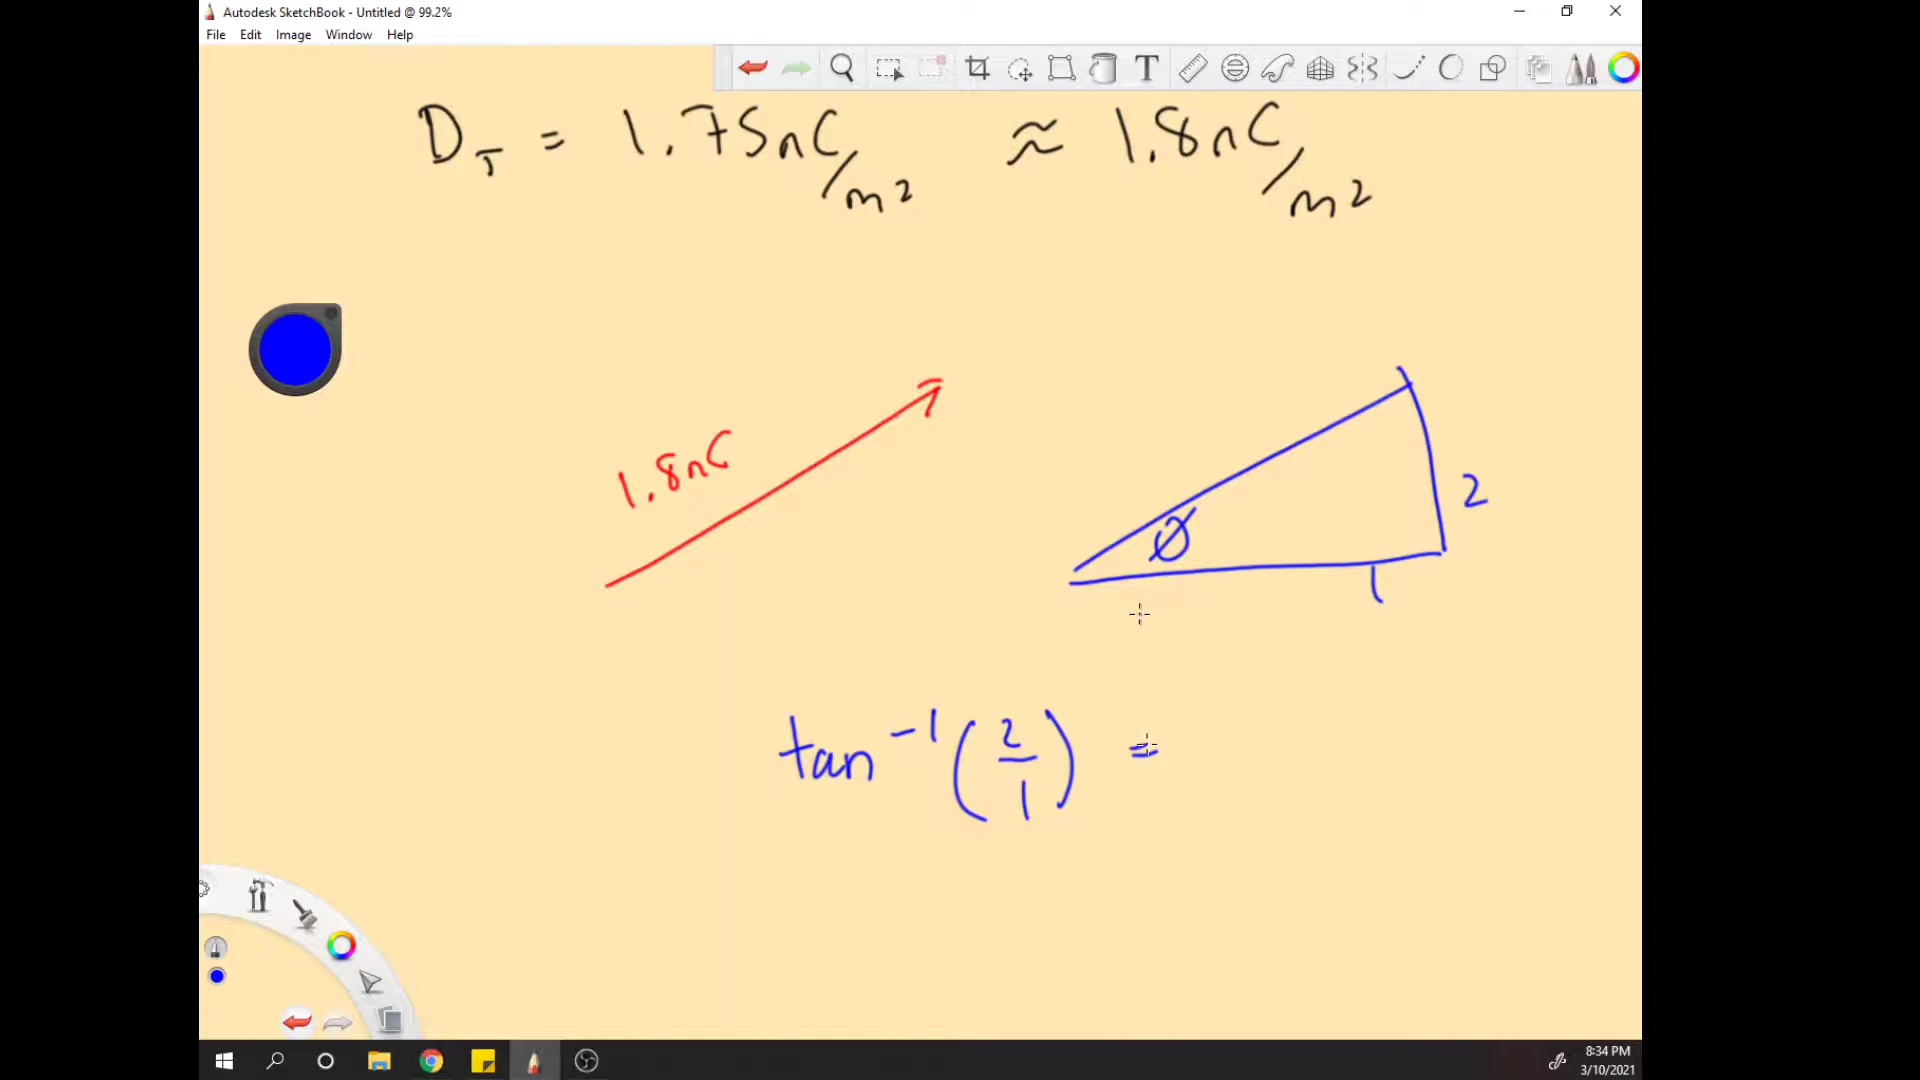 Autodesk SketchBook - Untitled @ 99.2%
File Edit Image Window Help
T
D_T = 1.75nC/m² ≈ 1.8nC/m²
1.8nC
Ø
2
1
tan⁻¹(2/1) =
8:34 PM
3/10/2021